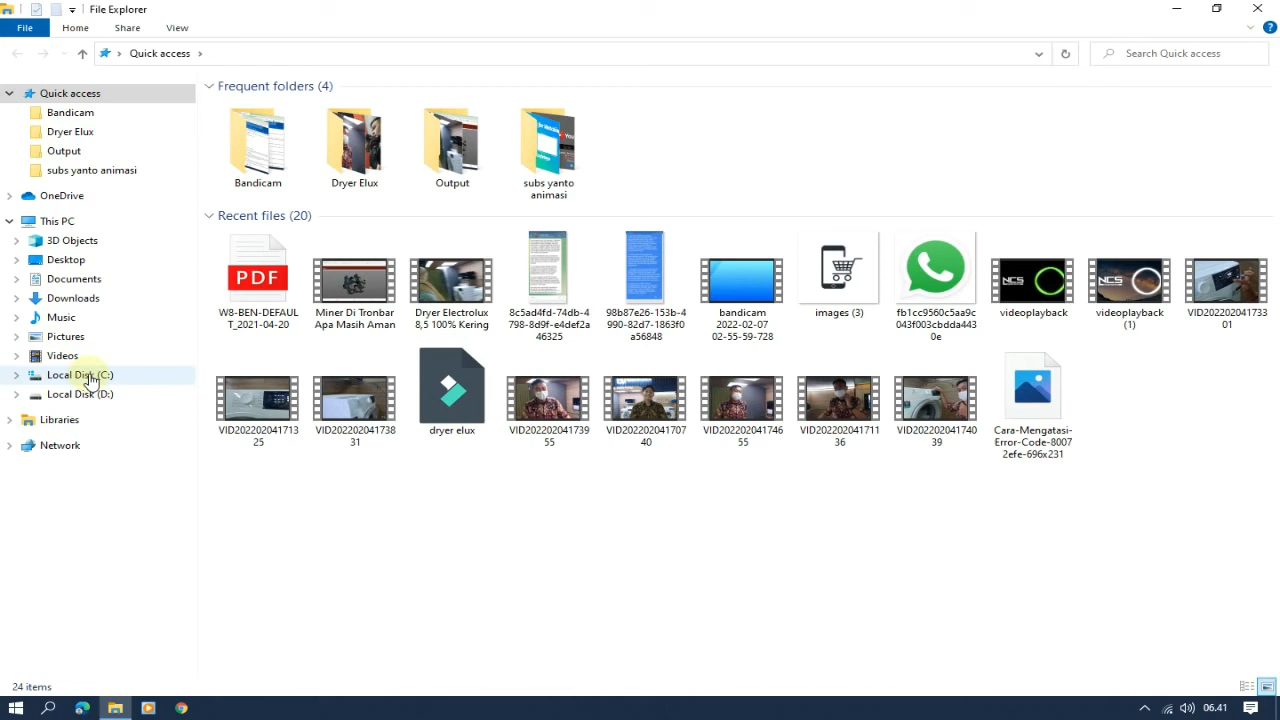 File Explorer
File Home Share View
Quick access
Search Quick access
Quick access
Bandicam
Dryer Elux
Output
subs yanto animasi
OneDrive
This PC
3D Objects
Desktop
Documents
Downloads
Music
Pictures
Videos
Local Disk (C:)
Local Disk (D:)
Libraries
Network
Frequent folders (4)
Bandicam
Dryer Elux
Output
subs yanto
animasi
Recent files (20)
PDF
W8-BEN-DEFAUL
T_2021-04-20
Miner Di Tronbar
Apa Masih Aman
Dryer Electrolux
8,5 100% Kering
8c5ad4fd-74db-4
798-8d9f-e4def2a
46325
98b87e26-153b-4
990-82d7-1863f0
a56848
bandicam
2022-02-07
02-55-59-728
images (3)
fb1cc9560c5aa9c
043f003cbdda443
0e
NCS
videoplayback
NCS
videoplayback
(1)
VID202202041733
01
VID202202041713
25
VID202202041738
31
dryer elux
VID202202041739
55
VID202202041707
40
VID202202041746
55
VID202202041711
36
VID202202041740
39
Cara-Mengatasi-
Error-Code-8007
2efe-696x231
24 items
06.41